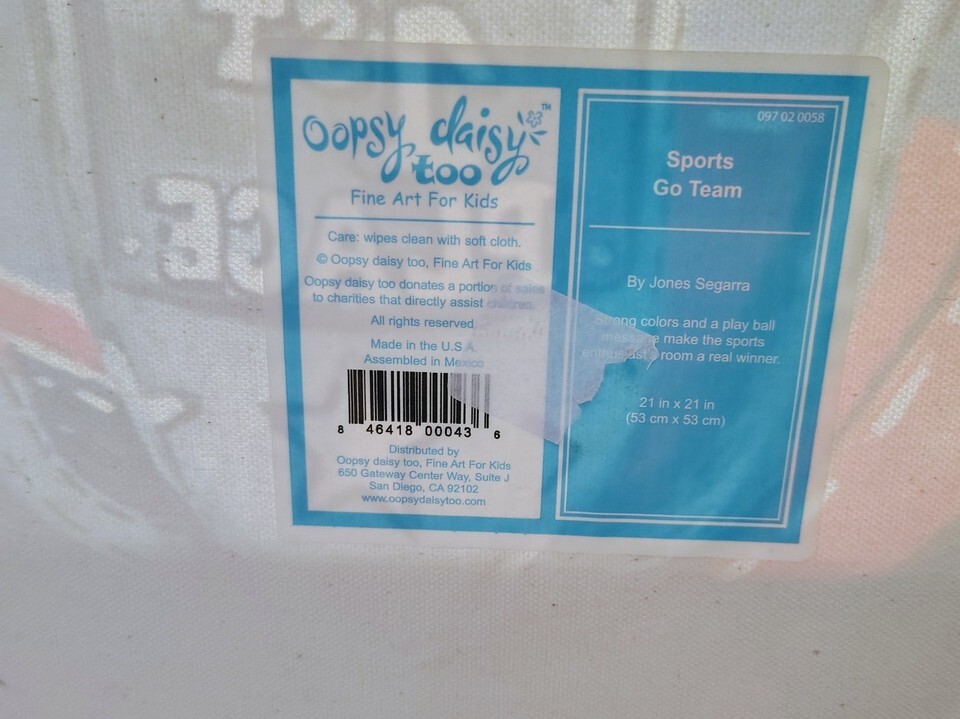 Oopsy daisy™
too
Fine Art For Kids
Care: wipes clean with soft cloth.
© Oopsy daisy too, Fine Art For Kids
Oopsy daisy too donates a portion of sales
to charities that directly assist children.
All rights reserved.
Made in the U.S.A.
Assembled in Mexico
8 46418 00043 6
Distributed by
Oopsy daisy too, Fine Art For Kids
650 Gateway Center Way, Suite J
San Diego, CA 92102
www.oopsydaisytoo.com
097 02 0058
Sports
Go Team
By Jones Segarra
Strong colors and a play ball
message make the sports
enthusiast's room a real winner.
21 in x 21 in
(53 cm x 53 cm)